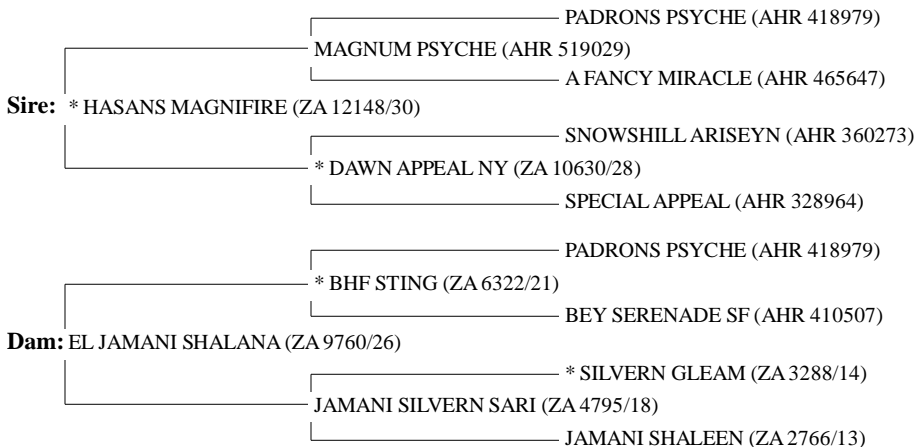 PADRONS PSYCHE (AHR 418979)
MAGNUM PSYCHE (AHR 519029)
A FANCY MIRACLE (AHR 465647)
Sire: * HASANS MAGNIFIRE (ZA 12148/30)
SNOWSHILL ARISEYN (AHR 360273)
* DAWN APPEAL NY (ZA 10630/28)
SPECIAL APPEAL (AHR 328964)
PADRONS PSYCHE (AHR 418979)
* BHF STING (ZA 6322/21)
BEY SERENADE SF (AHR 410507)
Dam: EL JAMANI SHALANA (ZA 9760/26)
* SILVERN GLEAM (ZA 3288/14)
JAMANI SILVERN SARI (ZA 4795/18)
JAMANI SHALEEN (ZA 2766/13)